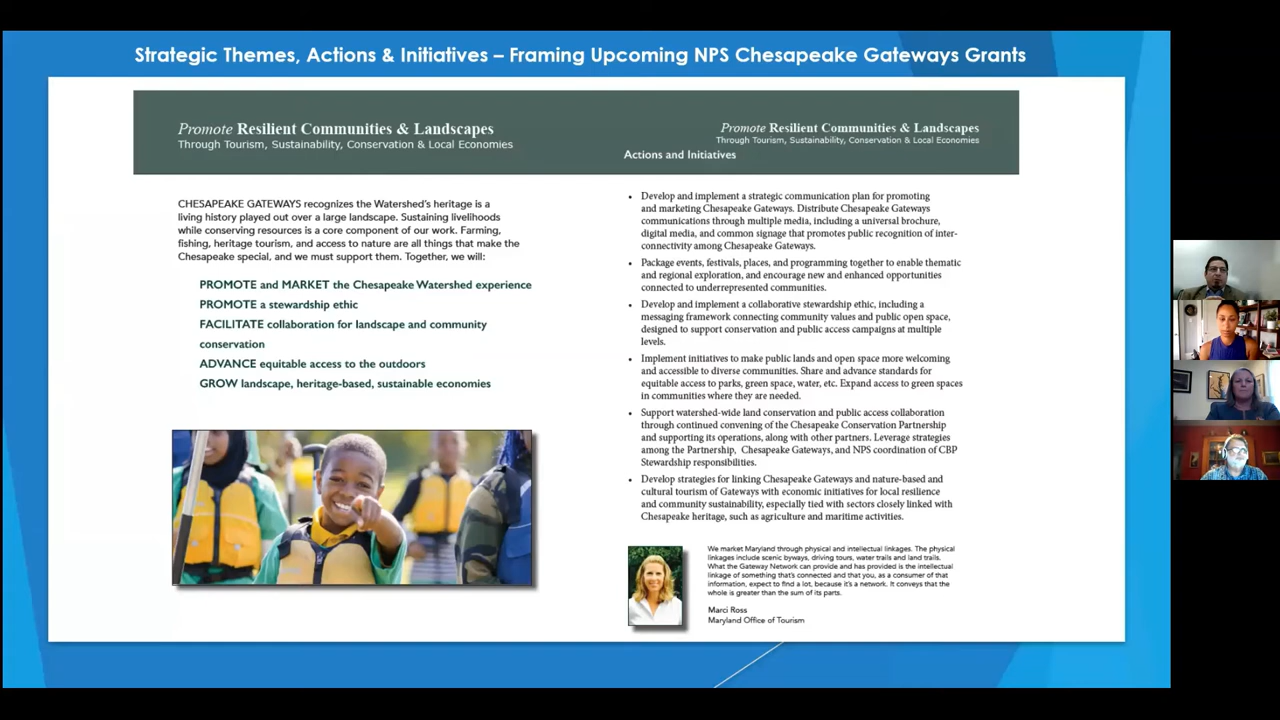 Strategic Themes, Actions & Initiatives – Framing Upcoming NPS Chesapeake Gateways Grants
Promote Resilient Communities & Landscapes
Through Tourism, Sustainability, Conservation & Local Economies
CHESAPEAKE GATEWAYS recognizes the Watershed's heritage is a
living history played out over a large landscape. Sustaining livelihoods
while conserving resources is a core component of our work. Farming,
fishing, heritage tourism, and access to nature are all things that make the
Chesapeake special, and we must support them. Together, we will:
PROMOTE and MARKET the Chesapeake Watershed experience
PROMOTE a stewardship ethic
FACILITATE collaboration for landscape and community
conservation
ADVANCE equitable access to the outdoors
GROW landscape, heritage-based, sustainable economies
Promote Resilient Communities & Landscapes
Through Tourism, Sustainability, Conservation & Local Economies
Actions and Initiatives
• Develop and implement a strategic communication plan for promoting
and marketing Chesapeake Gateways. Distribute Chesapeake Gateways
communications through multiple media, including a universal brochure,
digital media, and common signage that promotes public recognition of inter-
connectivity among Chesapeake Gateways.
• Package events, festivals, places, and programming together to enable thematic
and regional exploration, and encourage new and enhanced opportunities
connected to underrepresented communities.
• Develop and implement a collaborative stewardship ethic, including a
messaging framework connecting community values and public open space,
designed to support conservation and public access campaigns at multiple
levels.
• Implement initiatives to make public lands and open space more welcoming
and accessible to diverse communities. Share and advance standards for
equitable access to parks, green space, water, etc. Expand access to green spaces
in communities where they are needed.
• Support watershed-wide land conservation and public access collaboration
through continued convening of the Chesapeake Conservation Partnership
and supporting its operations, along with other partners. Leverage strategies
among the Partnership, Chesapeake Gateways, and NPS coordination of CBP
Stewardship responsibilities.
• Develop strategies for linking Chesapeake Gateways and nature-based and
cultural tourism of Gateways with economic initiatives for local resilience
and community sustainability, especially tied with sectors closely linked with
Chesapeake heritage, such as agriculture and maritime activities.
We market Maryland through physical and intellectual linkages. The physical
linkages include scenic byways, driving tours, water trails and land trails.
What the Gateway Network can provide and has provided is the intellectual
linkage of something that's connected and that you, as a consumer of that
information, expect to find a lot, because it's a network. It conveys that the
whole is greater than the sum of its parts.
Marci Ross
Maryland Office of Tourism